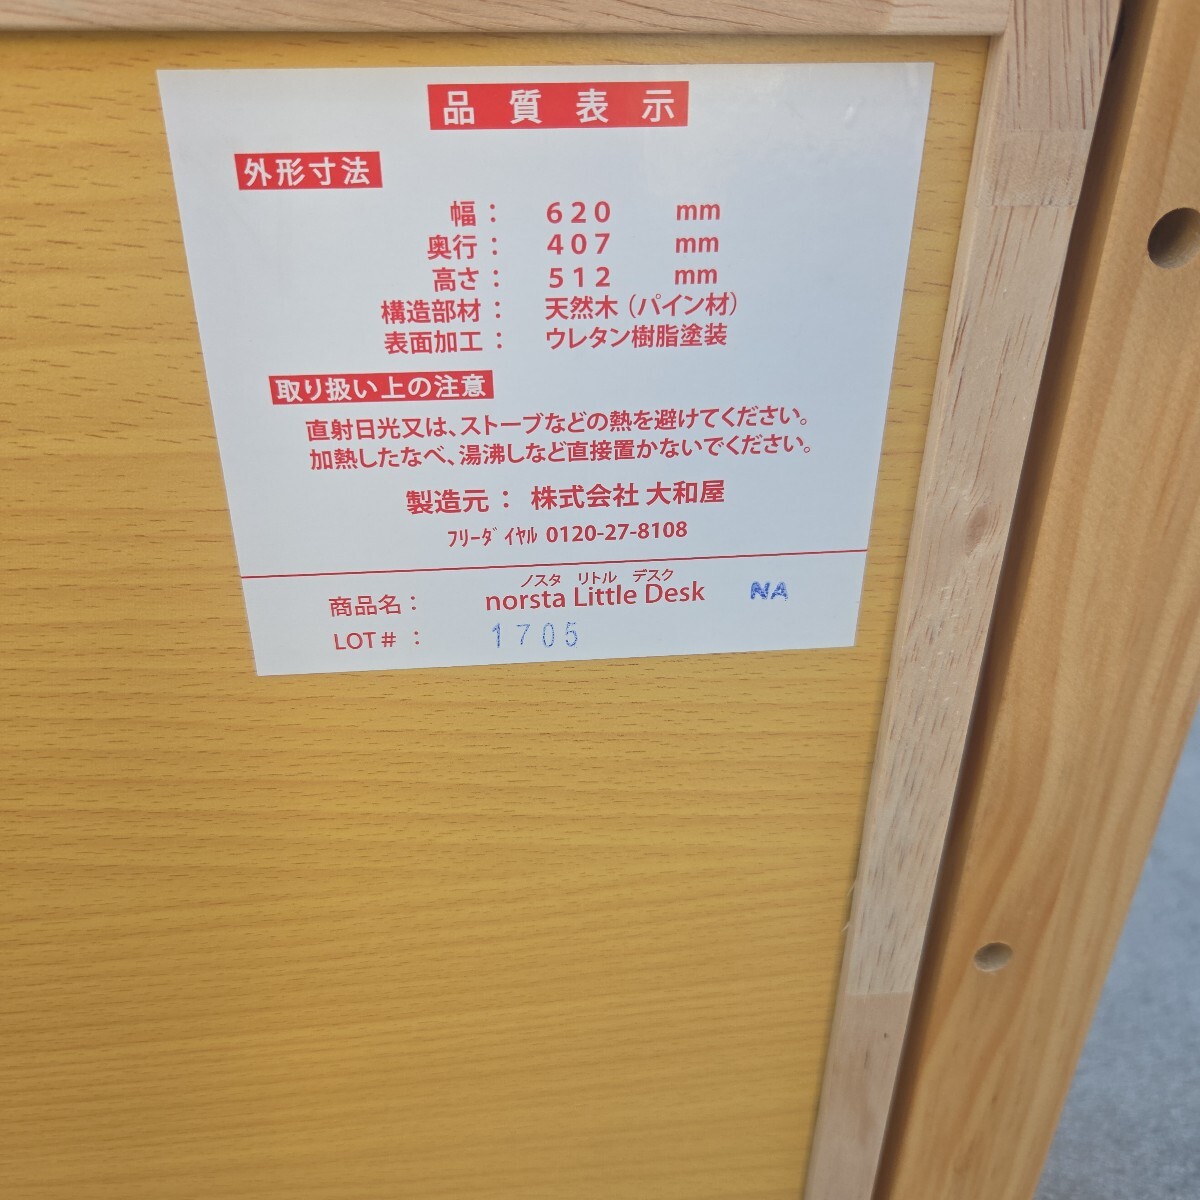 品質表示
外形寸法
幅： 620 mm
奥行： 407 mm
高さ： 512 mm
構造部材： 天然木（パイン材）
表面加工： ウレタン樹脂塗装
取り扱い上の注意
直射日光又は、ストーブなどの熱を避けてください。
加熱したなべ、湯沸しなど直接置かないでください。
製造元： 株式会社 大和屋
ﾌﾘｰﾀﾞｲﾔﾙ 0120-27-8108
ノスタ リトル デスク
商品名： norsta Little Desk NA
LOT＃： 1705